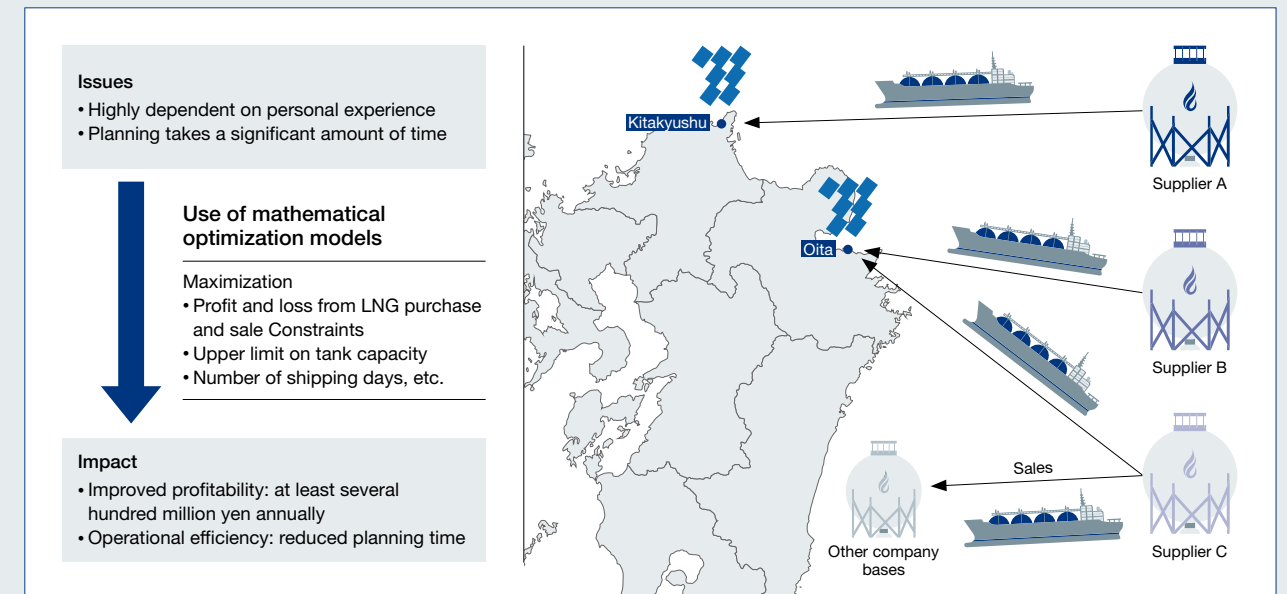 Issues
• Highly dependent on personal experience
• Planning takes a significant amount of time
Use of mathematical
optimization models
Maximization
• Profit and loss from LNG purchase
and sale Constraints
• Upper limit on tank capacity
• Number of shipping days, etc.
Impact
• Improved profitability: at least several
hundred million yen annually
• Operational efficiency: reduced planning time
Kitakyushu
Oita
Supplier A
Supplier B
Sales
Supplier C
Other company
bases